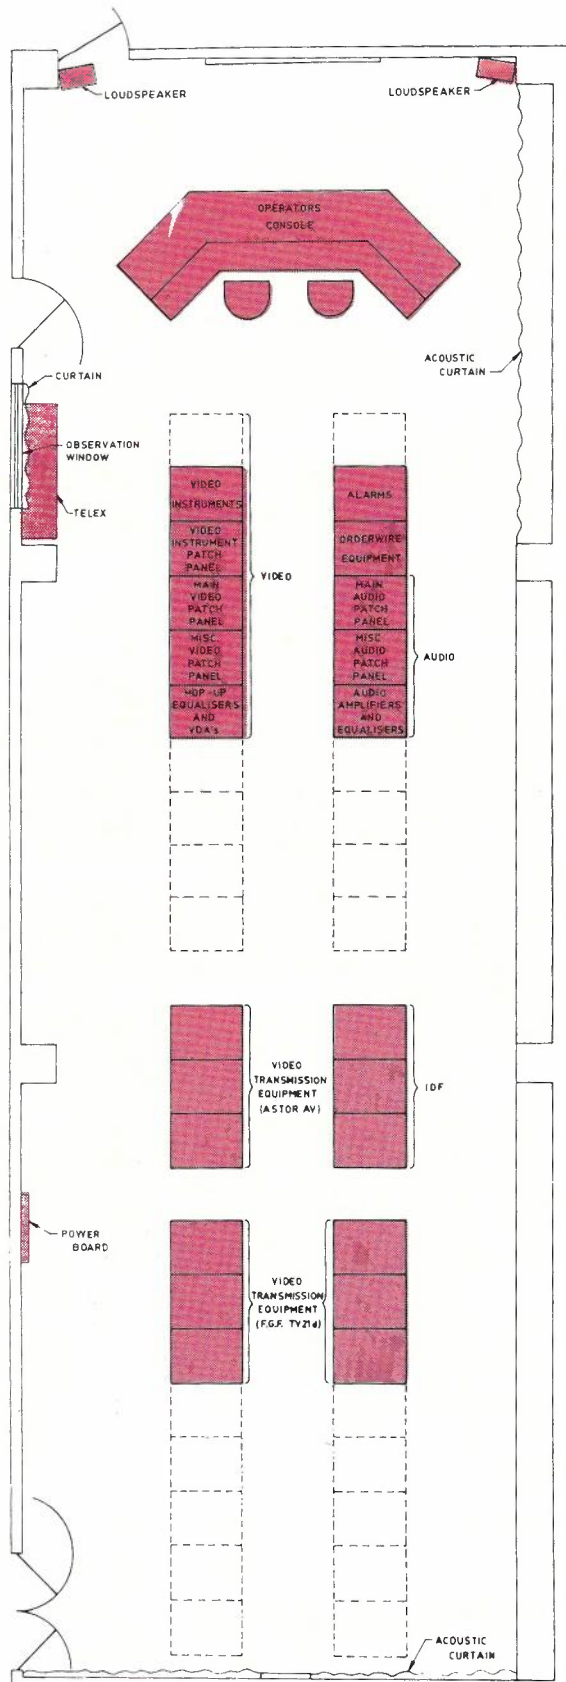 LOUDSPEAKER
LOUDSPEAKER
OPERATORS
CONSOLE
ACOUSTIC
CURTAIN
CURTAIN
OBSERVATION
WINDOW
TELEX
VIDEO
INSTRUMENTS
VIDEO
INSTRUMENT
PATCH
PANEL
MAIN
VIDEO
PATCH
PANEL
MISC
VIDEO
PATCH
PANEL
MOP-UP
EQUALISERS
AND
VDA's
VIDEO
ALARMS
ORDERWIRE
EQUIPMENT
MAIN
AUDIO
PATCH
PANEL
MISC
AUDIO
PATCH
PANEL
AUDIO
AMPLIFIERS
AND
EQUALISERS
AUDIO
VIDEO
TRANSMISSION
EQUIPMENT
(ASTOR AV)
IDF
POWER
BOARD
VIDEO
TRANSMISSION
EQUIPMENT
(F.G.F. TV21d)
ACOUSTIC
CURTAIN